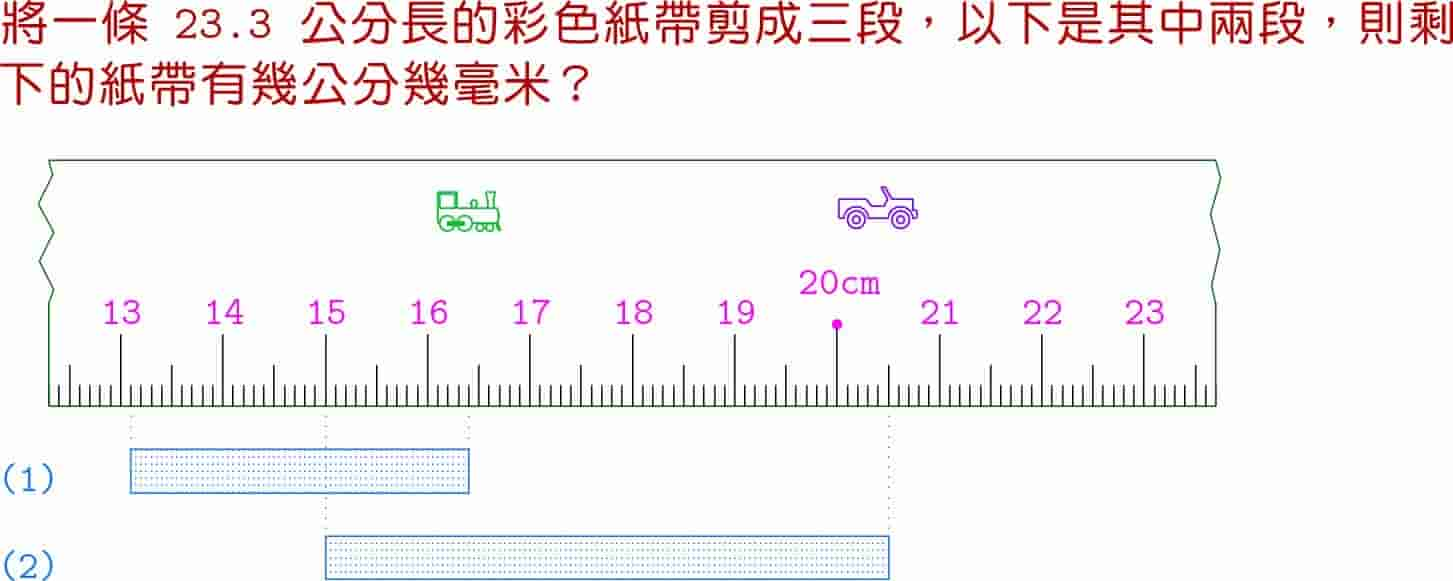 將一條 23.3 公分長的彩色紙帶剪成三段，以下是其中兩段，則剩
下的紙帶有幾公分幾毫米？
20cm
13 14 15 16 17 18 19 21 22 23
(1)
(2)